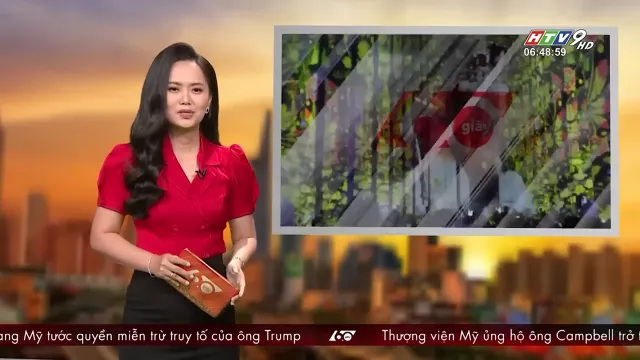 HTV9 HD
06:48:59
giây
ang Mỹ tước quyền miễn trừ truy tố của ông Trump
60
Thượng viện Mỹ ủng hộ ông Campbell trở